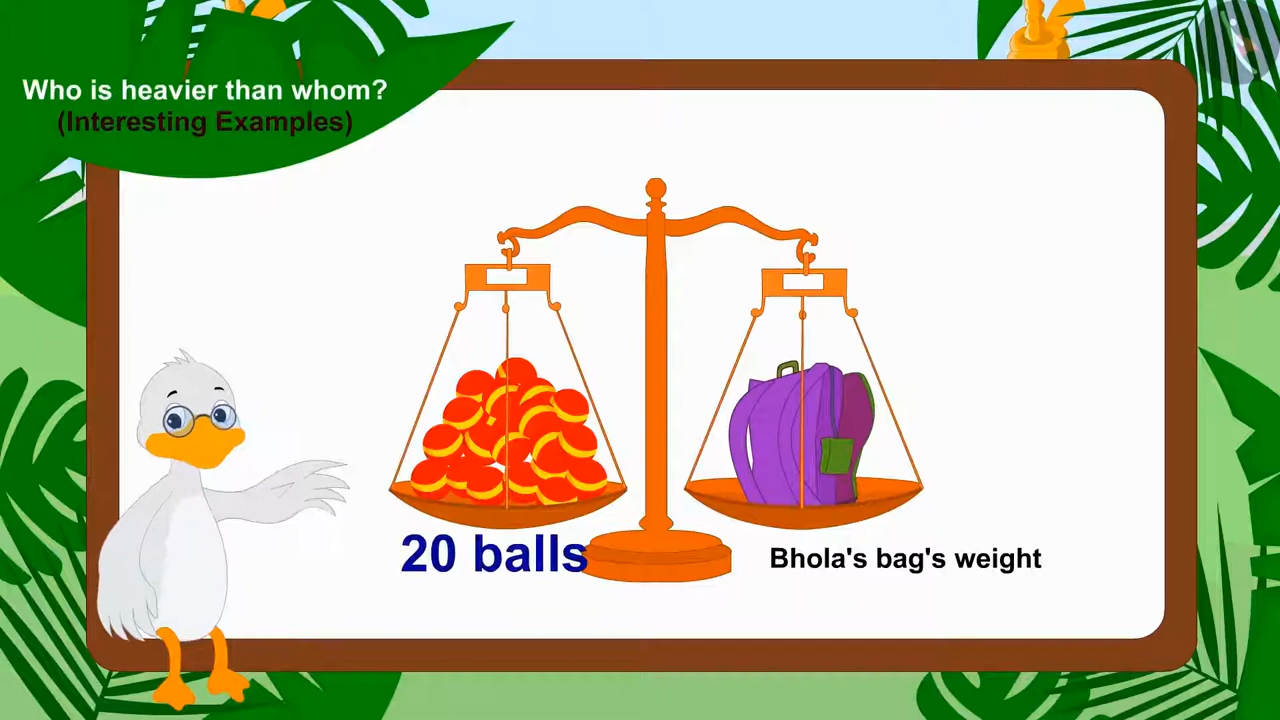 Who is heavier than whom?
(Interesting Examples)
20 balls
Bhola's bag's weight